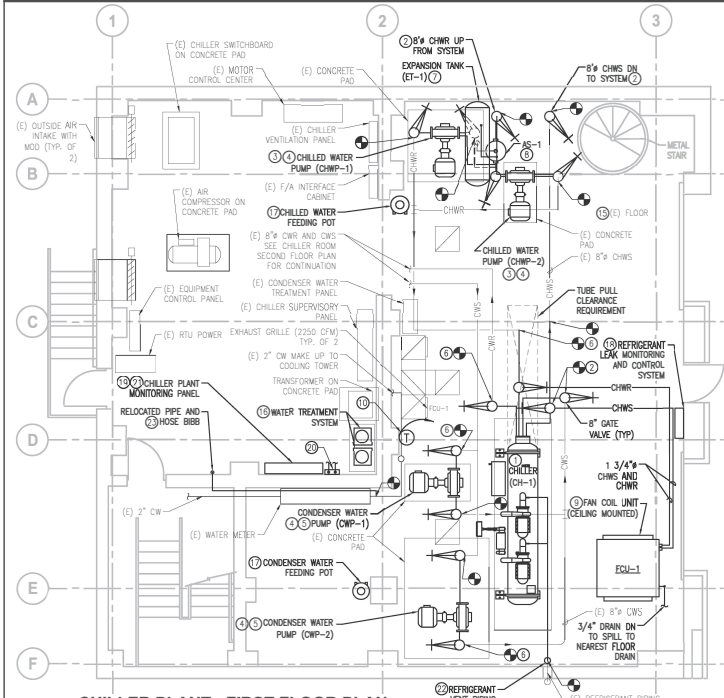 1
2
3
A
B
C
D
E
F
(E) CHILLER SWITCHBOARD
ON CONCRETE PAD
(E) MOTOR
CONTROL CENTER
(E) CONCRETE
PAD
2 8"ø CHWR UP
FROM SYSTEM
EXPANSION TANK
(ET-1) 7
8"ø CHWS DN
TO SYSTEM 2
(E) OUTSIDE AIR
INTAKE WITH
MOD (TYP. OF
2)
(E) CHILLER
VENTILATION PANEL
3 4 CHILLED WATER
PUMP (CHWP-1)
AS-1
8
METAL
STAIR
(E) F/A INTERFACE
CABINET
CHWR
CHWS
17 CHILLED WATER
FEEDING POT
CHWR
15 (E) FLOOR
(E) AIR
COMPRESSOR ON
CONCRETE PAD
(E) 8"ø CWR AND CWS
SEE CHILLER ROOM
SECOND FLOOR PLAN
FOR CONTINUATION
(E) CONCRETE
PAD
CHILLED WATER
PUMP (CHWP-2)
3 4
(E) 8"ø CHWS
(E) EQUIPMENT
CONTROL PANEL
(E) CONDENSER WATER
TREATMENT PANEL
CWS
CWR
CHWS
TUBE PULL
CLEARANCE
REQUIREMENT
(E) CHILLER SUPERVISORY
PANEL
(E) RTU POWER
EXHAUST GRILLE (2250 CFM)
TYP. OF 2
6
18 REFRIGERANT
LEAK MONITORING
AND CONTROL
SYSTEM
19 21 CHILLER PLANT
MONITORING PANEL
(E) 2" CW MAKE UP TO
COOLING TOWER
TRANSFORMER ON
CONCRETE PAD
FCU-1
6
2
CHWR
CHWS
RELOCATED PIPE AND
23 HOSE BIBB
16 WATER TREATMENT
SYSTEM
10
T
6
8" GATE
VALVE (TYP)
20
1
CHILLER
(CH-1)
CWS
1 3/4"ø
CHWS AND
CHWR
(E) 2" CW
CONDENSER WATER
4 5 PUMP (CWP-1)
9 FAN COIL UNIT
(CEILING MOUNTED)
(E) WATER METER
(E) CONCRETE
PAD
FCU-1
17 CONDENSER WATER
FEEDING POT
4 5 CONDENSER WATER
PUMP (CWP-2)
(E) 8"ø CWS
3/4" DRAIN DN
TO SPILL TO
NEAREST FLOOR
DRAIN
6
22 REFRIGERANT